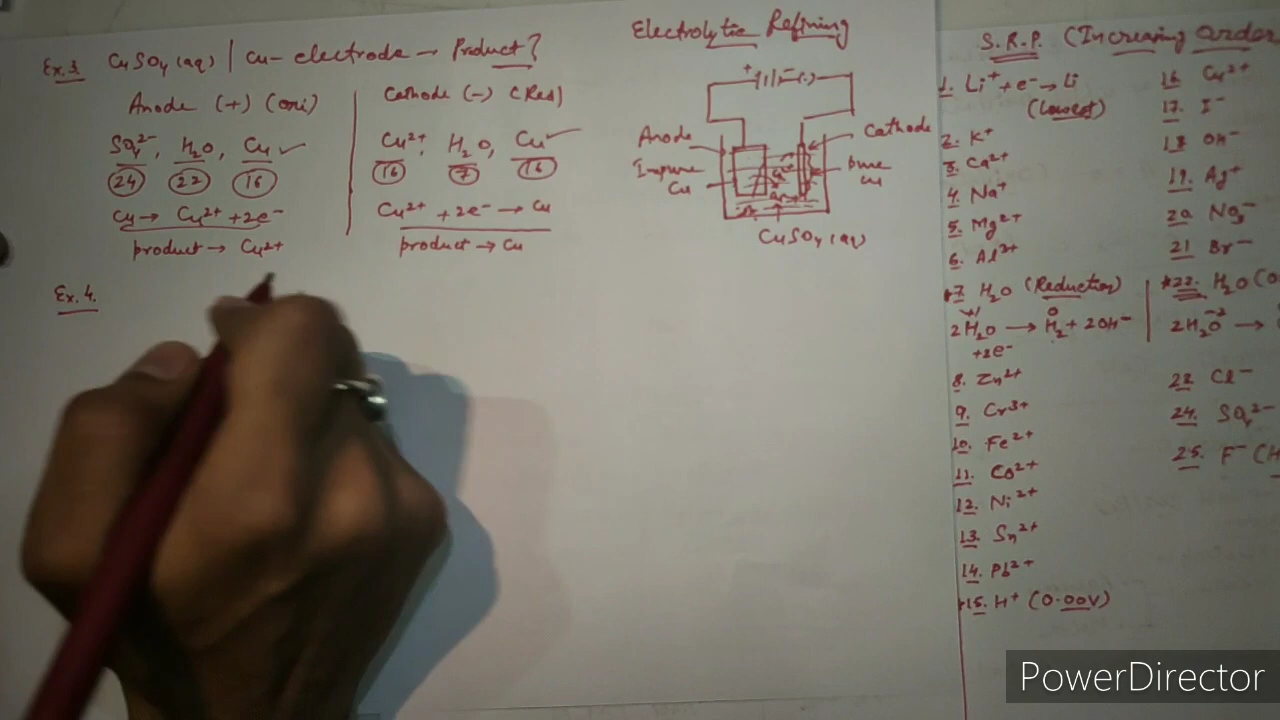 Ex.3 CuSO4 (aq) | Cu-electrode → Product?
Anode (+) (Oxi)
SO4²⁻, H2O, Cu ✓
24 22 16
Cu → Cu²⁺ + 2e⁻
product → Cu²⁺
Cathode (-) (Red)
Cu²⁺, H2O, Cu ✓
16 7 16
Cu²⁺ + 2e⁻ → Cu
product → Cu
Ex.4.
Electrolytic Refining
+ - (-)
Anode
Impure
Cu
Cathode
Pure
Cu
CuSO4 (aq)
S.R.P. (Increasing Order
1. Li⁺ + e⁻ → Li
(Lowest)
2. K⁺
3. Ca²⁺
4. Na⁺
5. Mg²⁺
6. Al³⁺
*7. H2O (Reduction)
+1 0
2H2O → H2 + 2OH⁻
+2e⁻
8. Zn²⁺
9. Cr³⁺
10. Fe²⁺
11. Co²⁺
12. Ni²⁺
13. Sn²⁺
14. Pb²⁺
*15. H⁺ (0.00V)
16. Cu²⁺
17. I⁻
18. OH⁻
19. Ag⁺
20. NO3⁻
21 Br⁻
*22. H2O (O
-2
2H2O →
23 Cl⁻
24. SO4²⁻
25. F⁻ (H
PowerDirector